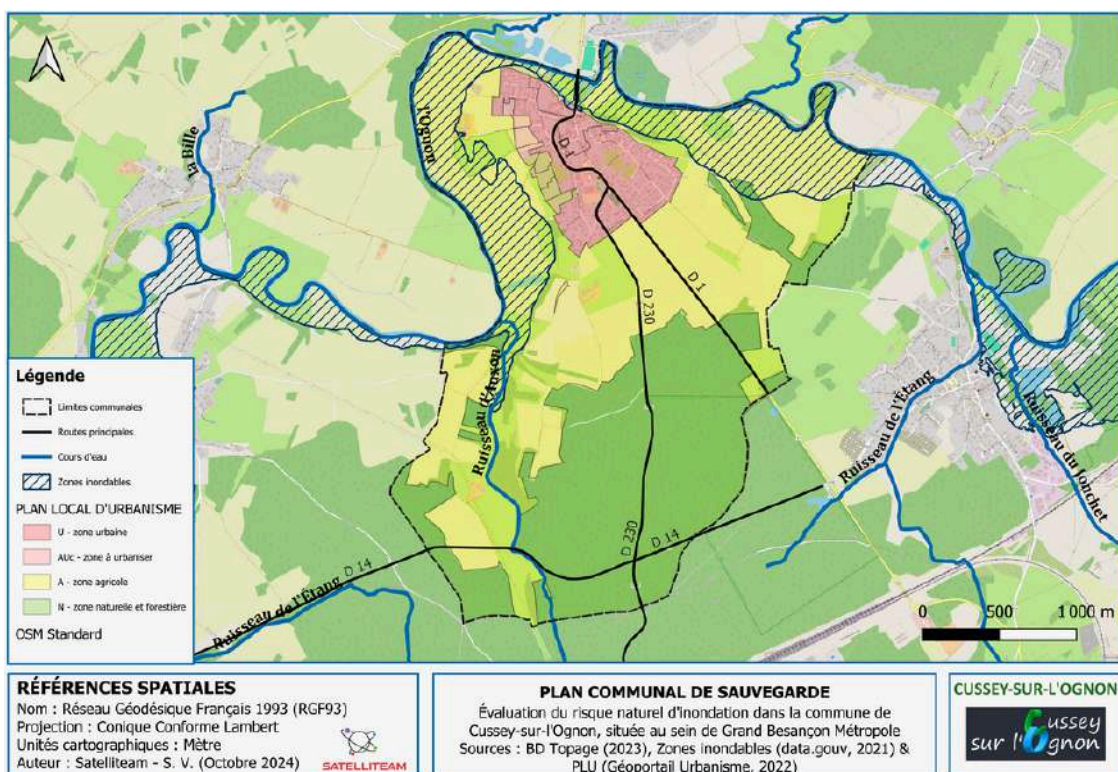 l'Ognon
La Bille
D 1
D 1
D 230
Ruisseau d'Auxon
Ruisseau de l'Étang
Ruisseau du Jonchet
D 230
D 14
D 14
Ruisseau de l'Étang
Légende
Limites communales
Routes principales
Cours d'eau
Zones inondables
PLAN LOCAL D'URBANISME
U - zone urbaine
AUc - zone à urbaniser
A - zone agricole
N - zone naturelle et forestière
OSM Standard
0 500 1 000 m
RÉFÉRENCES SPATIALES
Nom : Réseau Géodésique Français 1993 (RGF93)
Projection : Conique Conforme Lambert
Unités cartographiques : Mètre
Auteur : Satelliteam - S. V. (Octobre 2024)
SATELLITEAM
PLAN COMMUNAL DE SAUVEGARDE
Évaluation du risque naturel d'inondation dans la commune de
Cussey-sur-l'Ognon, située au sein de Grand Besançon Métropole
Sources : BD Topage (2023), Zones inondables (data.gouv, 2021) &
PLU (Géoportail Urbanisme, 2022)
CUSSEY-SUR-L'OGNON
Cussey
sur l'Ognon